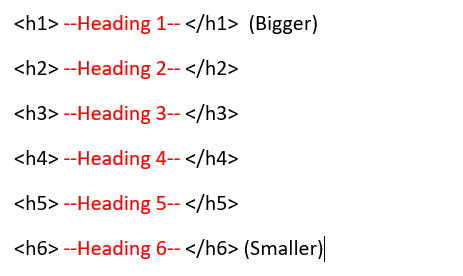 <h1> --Heading 1-- </h1> (Bigger)
<h2> --Heading 2-- </h2>
<h3> --Heading 3-- </h3>
<h4> --Heading 4-- </h4>
<h5> --Heading 5-- </h5>
<h6> --Heading 6-- </h6> (Smaller)